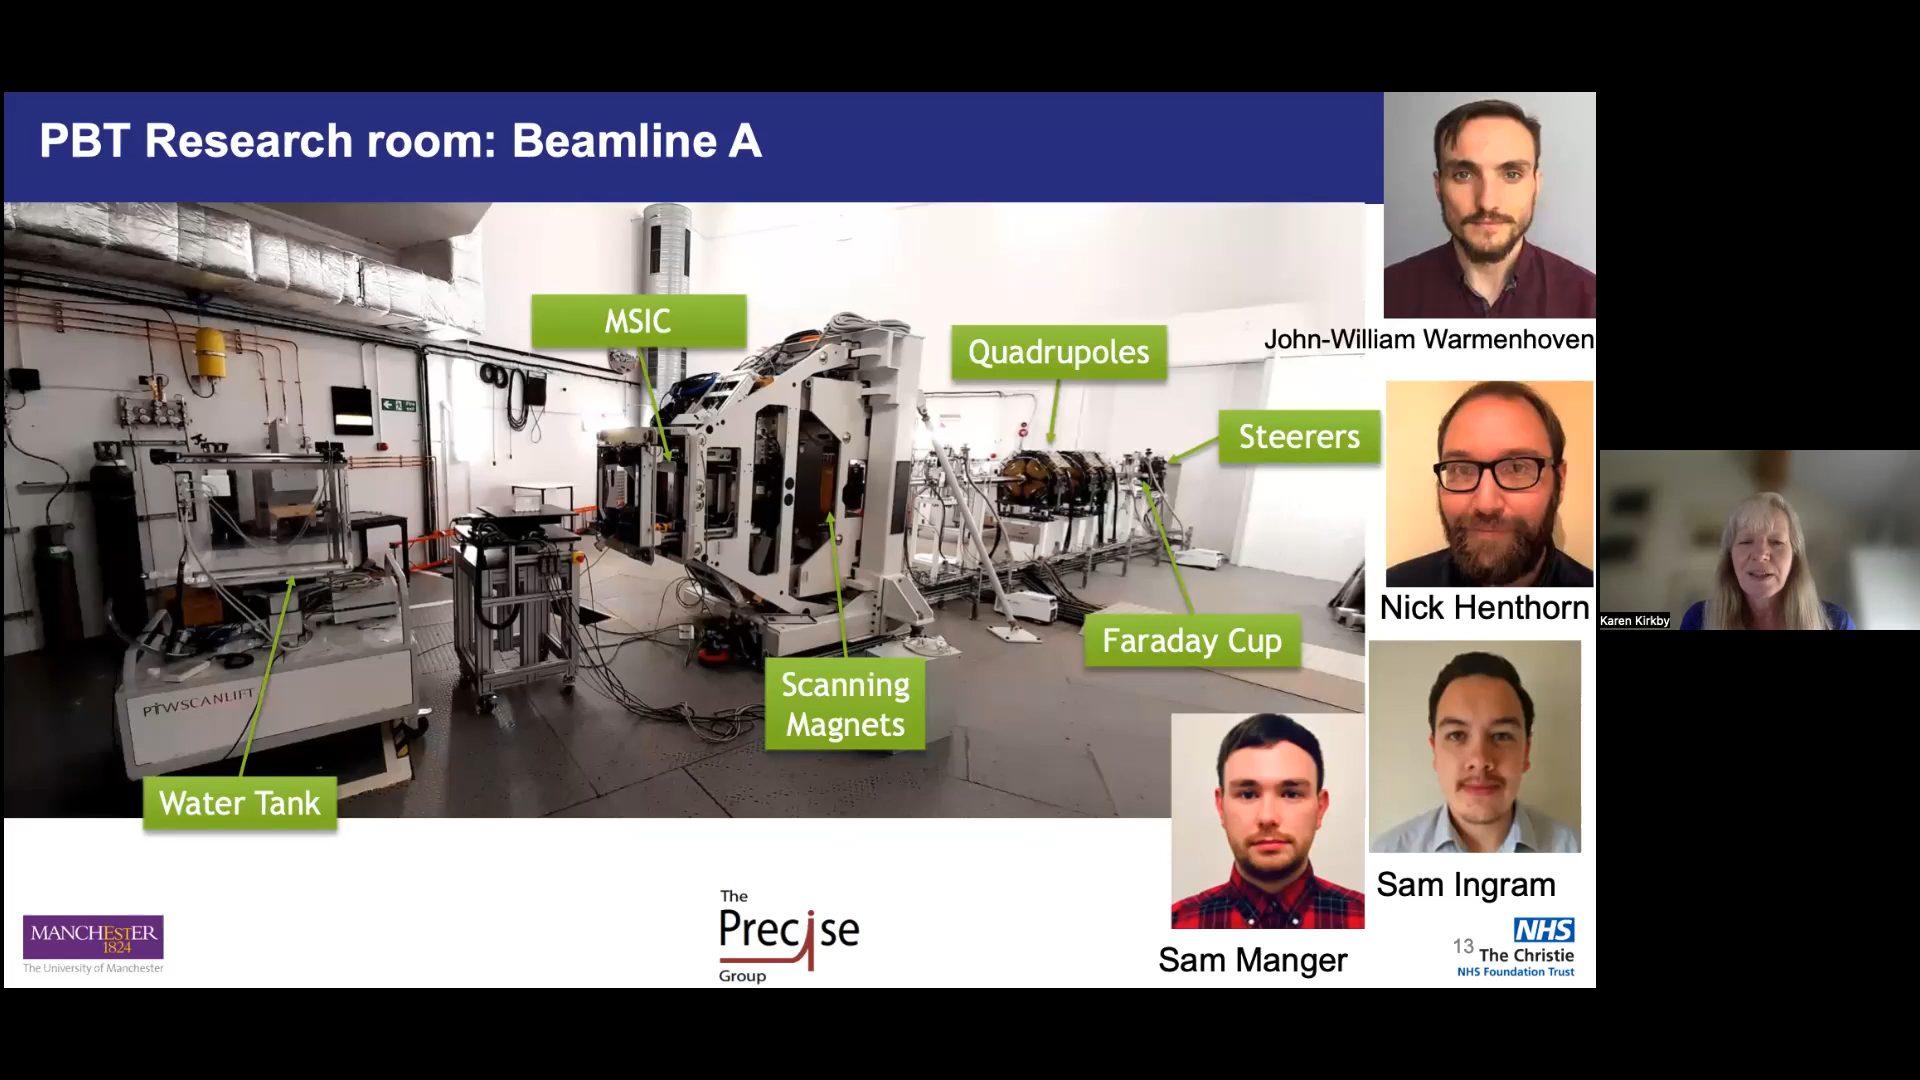 PBT Research room: Beamline A
MSIC
Quadrupoles
Steerers
Faraday Cup
Scanning
Magnets
Water Tank
PTWSCANLIFT
John-William Warmenhoven
Nick Henthorn
Sam Ingram
Sam Manger
Karen Kirkby
MANCHESTER
1824
The University of Manchester
The
Precise
Group
13
NHS
The Christie
NHS Foundation Trust